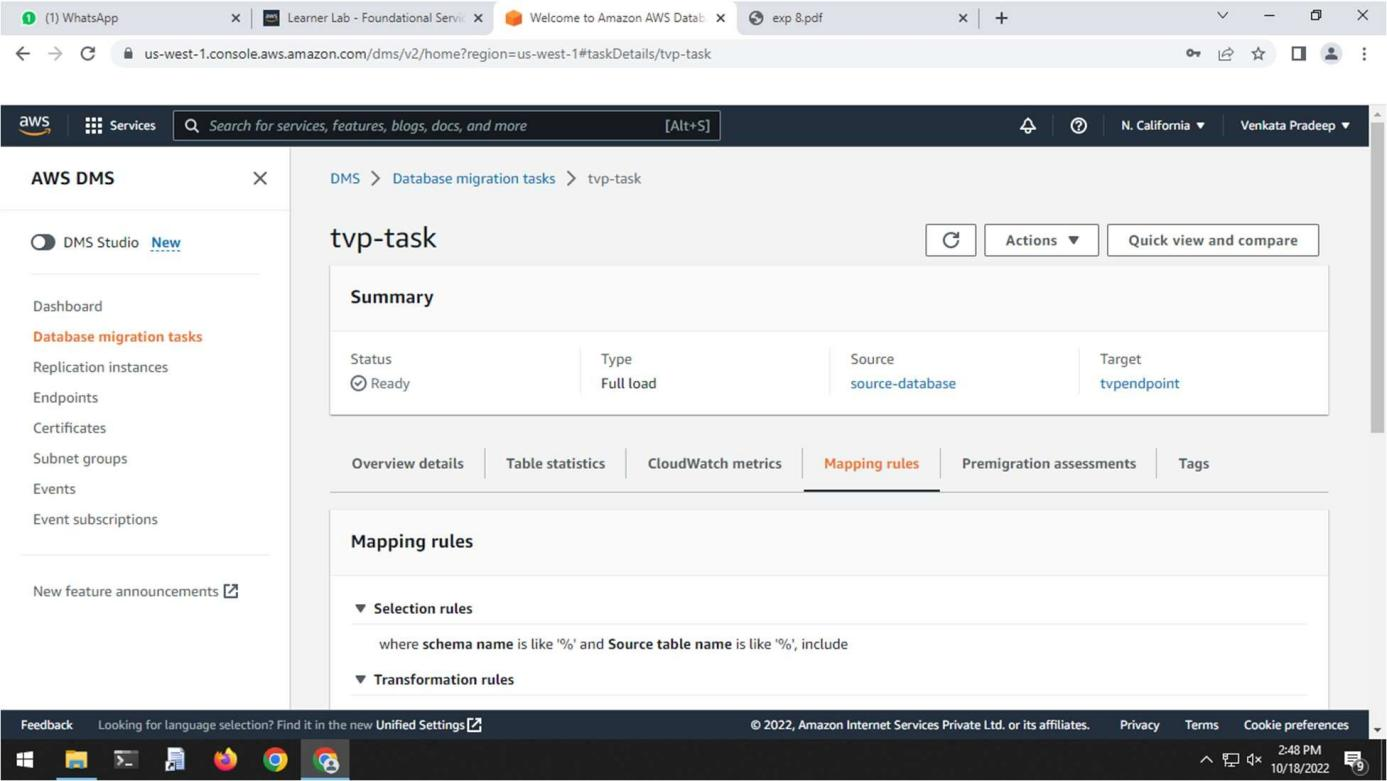 (1) WhatsApp
Learner Lab - Foundational Servic
Welcome to Amazon AWS Datab
exp 8.pdf
us-west-1.console.aws.amazon.com/dms/v2/home?region=us-west-1#taskDetails/tvp-task
aws
Services
Search for services, features, blogs, docs, and more
[Alt+S]
N. California
Venkata Pradeep
AWS DMS
DMS Studio New
Dashboard
Database migration tasks
Replication instances
Endpoints
Certificates
Subnet groups
Events
Event subscriptions
New feature announcements
DMS
Database migration tasks
tvp-task
tvp-task
Actions
Quick view and compare
Summary
Status
Ready
Type
Full load
Source
source-database
Target
tvpendpoint
Overview details
Table statistics
CloudWatch metrics
Mapping rules
Premigration assessments
Tags
Mapping rules
Selection rules
where schema name is like '%' and Source table name is like '%', include
Transformation rules
Feedback
Looking for language selection? Find it in the new Unified Settings
© 2022, Amazon Internet Services Private Ltd. or its affiliates.
Privacy
Terms
Cookie preferences
2:48 PM
10/18/2022
9